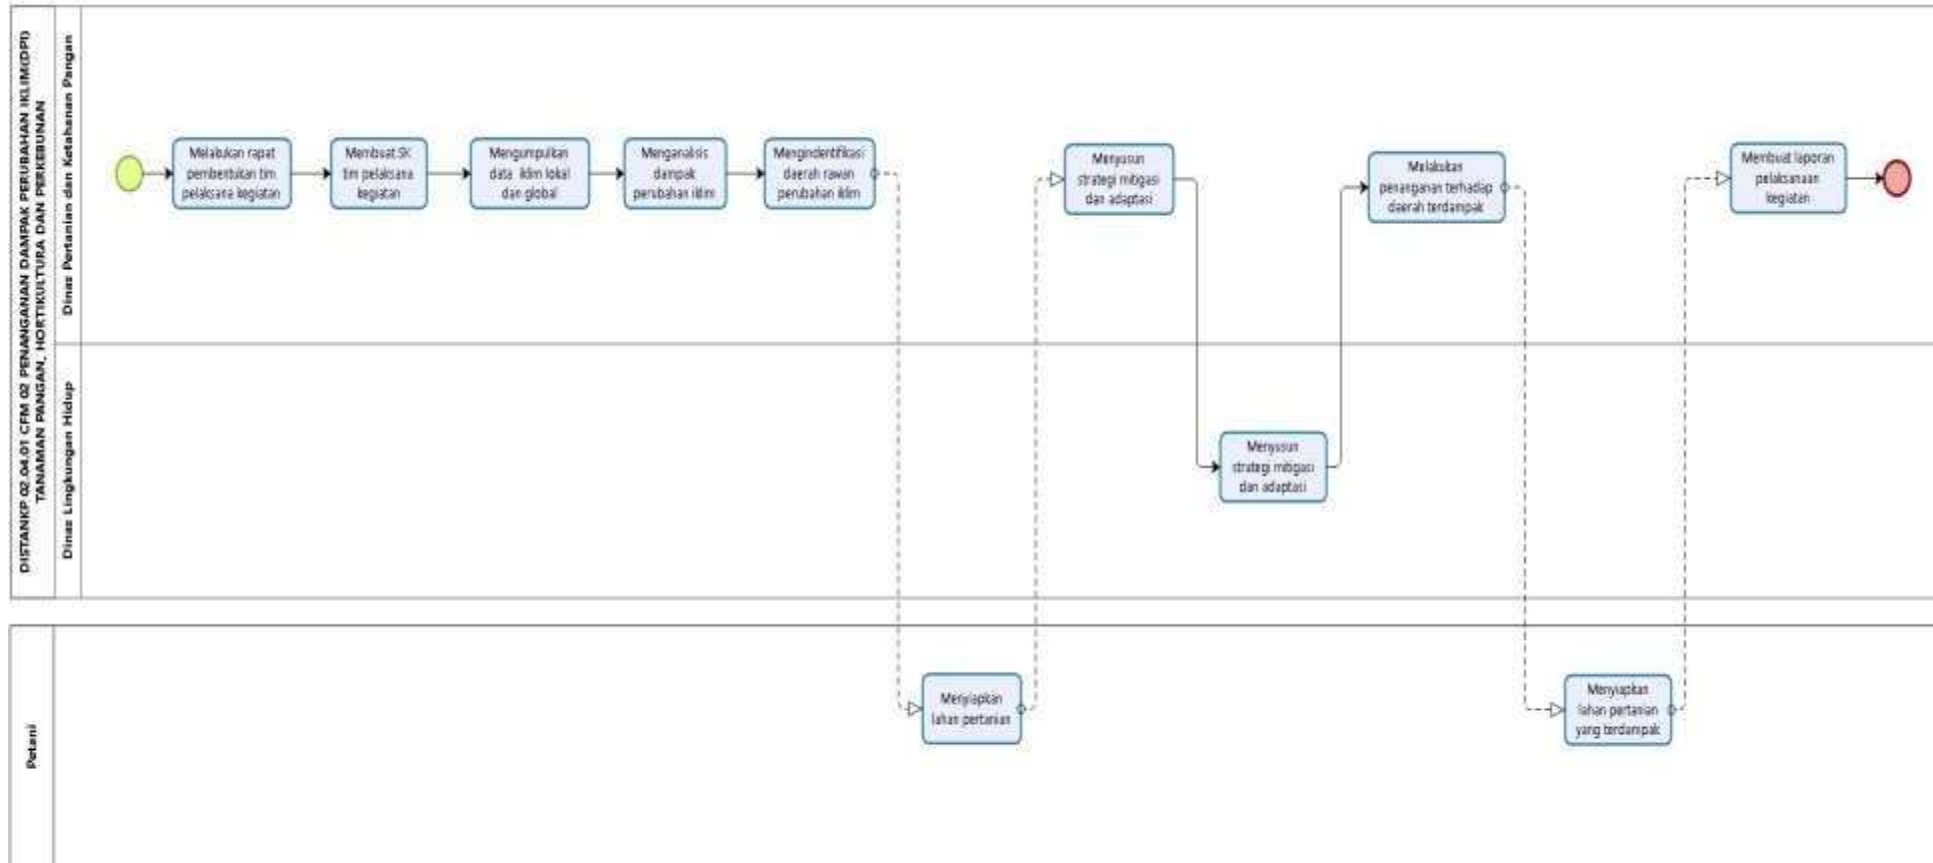 DISTANKP 02.04.01 CFM 02 PENANGANAN DAMPAK PERUBAHAN IKLIM(DPI)
TANAMAN PANGAN, HORTIKULTURA DAN PERKEBUNAN
Dinas Pertanian dan Ketahanan Pangan
Melakukan rapat
pembentukan tim
pelaksana kegiatan
Membuat SK
tim pelaksana
kegiatan
Mengumpulkan
data iklim lokal
dan global
Menganalisis
dampak
perubahan iklim
Mengindentifikasi
daerah rawan
perubahan iklim
Menyusun
strategi mitigasi
dan adaptasi
Melakukan
penanganan terhadap
daerah terdampak
Membuat laporan
pelaksanaan
kegiatan
Dinas Lingkungan Hidup
Menyusun
strategi mitigasi
dan adaptasi
Petani
Menyiapkan
lahan pertanian
Menyiapkan
lahan pertanian
yang terdampak